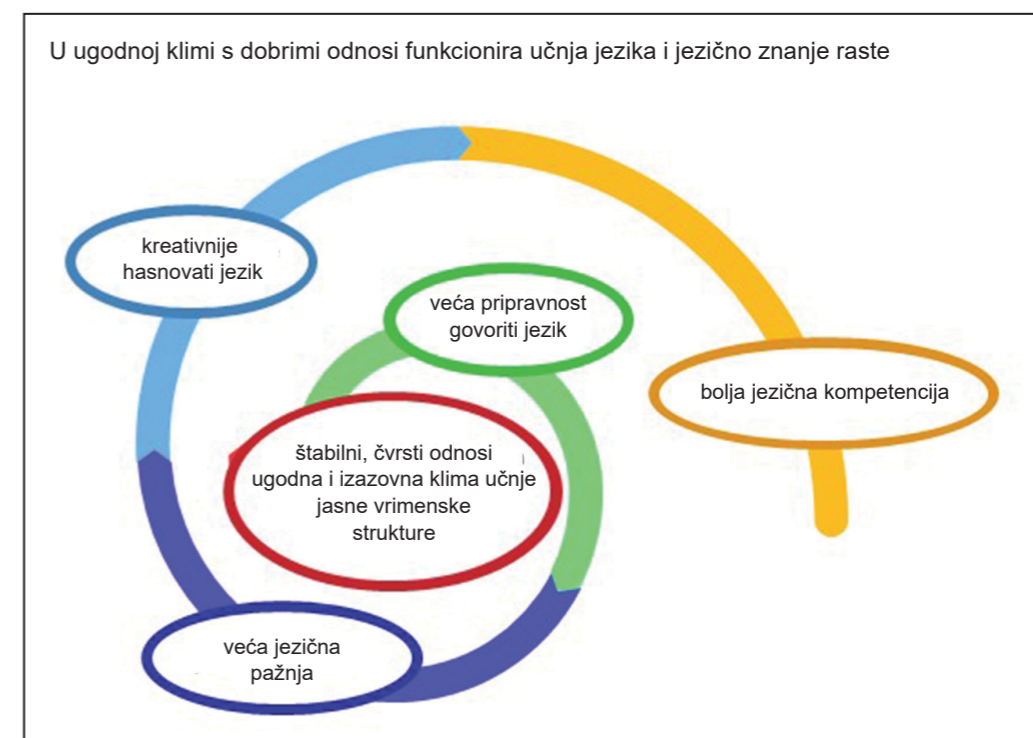 U ugodnoj klimi s dobrimi odnosi funkcionira učnja jezika i jezično znanje raste
kreativnije
hasnovati jezik
veća pripravnost
govoriti jezik
bolja jezična kompetencija
štabilni, čvrsti odnosi
ugodna i izazovna klima učnje
jasne vrimenske
strukture
veća jezična
pažnja